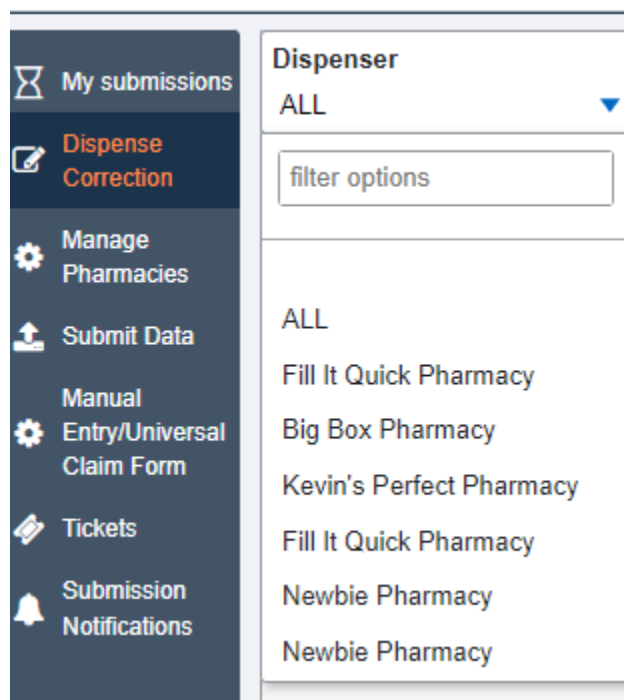 My submissions
Dispense
Correction
Manage
Pharmacies
Submit Data
Manual
Entry/Universal
Claim Form
Tickets
Submission
Notifications
Dispenser
ALL
filter options
ALL
Fill It Quick Pharmacy
Big Box Pharmacy
Kevin's Perfect Pharmacy
Fill It Quick Pharmacy
Newbie Pharmacy
Newbie Pharmacy